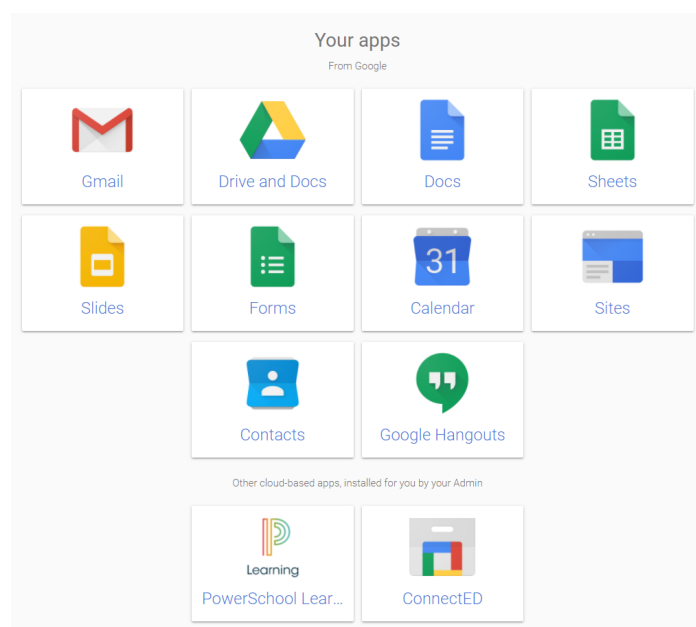 Your apps
From Google
Gmail
Drive and Docs
Docs
Sheets
Slides
Forms
31
Calendar
Sites
Contacts
Google Hangouts
Other cloud-based apps, installed for you by your Admin
Learning
PowerSchool Lear...
ConnectED